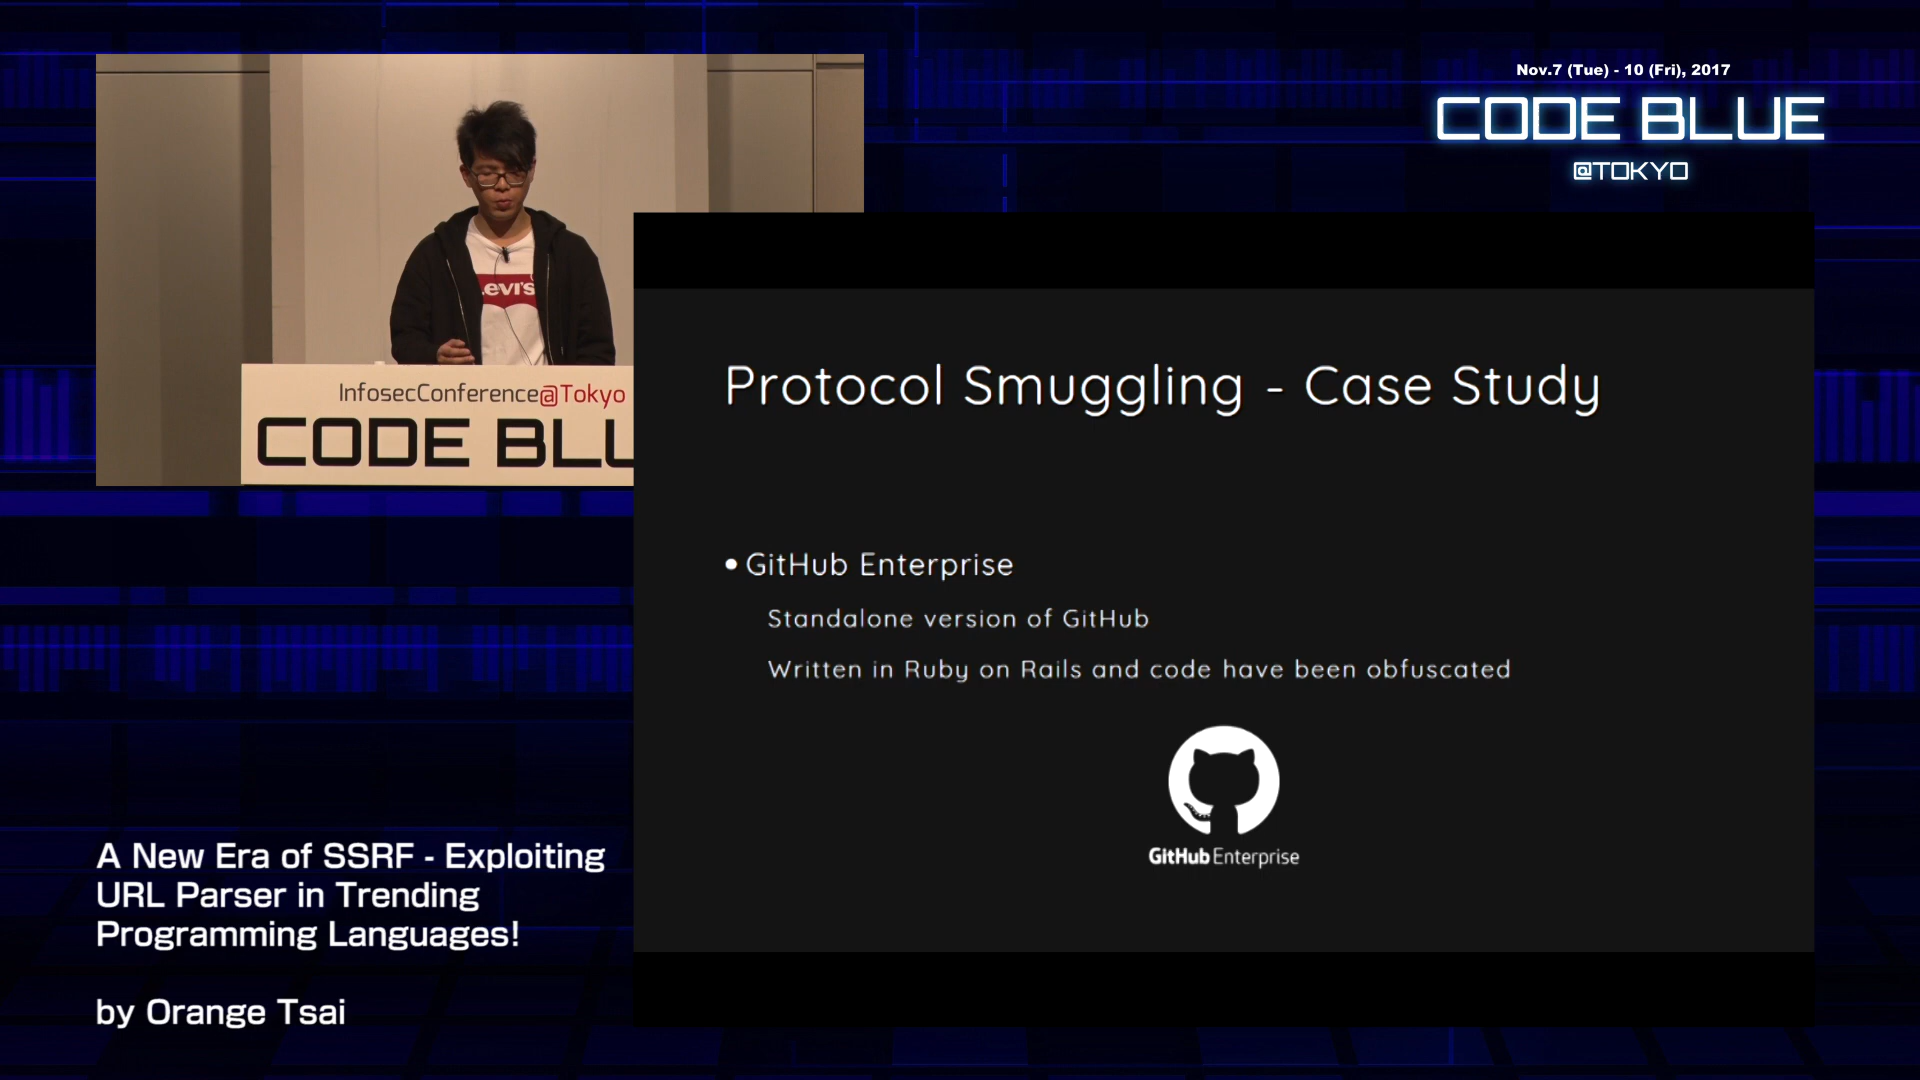 Nov.7 (Tue) - 10 (Fri), 2017
CODE BLUE
@TOKYO
Levi's
InfosecConference@Tokyo
CODE BLU
Protocol Smuggling - Case Study
• GitHub Enterprise
Standalone version of GitHub
Written in Ruby on Rails and code have been obfuscated
GitHub Enterprise
A New Era of SSRF - Exploiting
URL Parser in Trending
Programming Languages!
by Orange Tsai